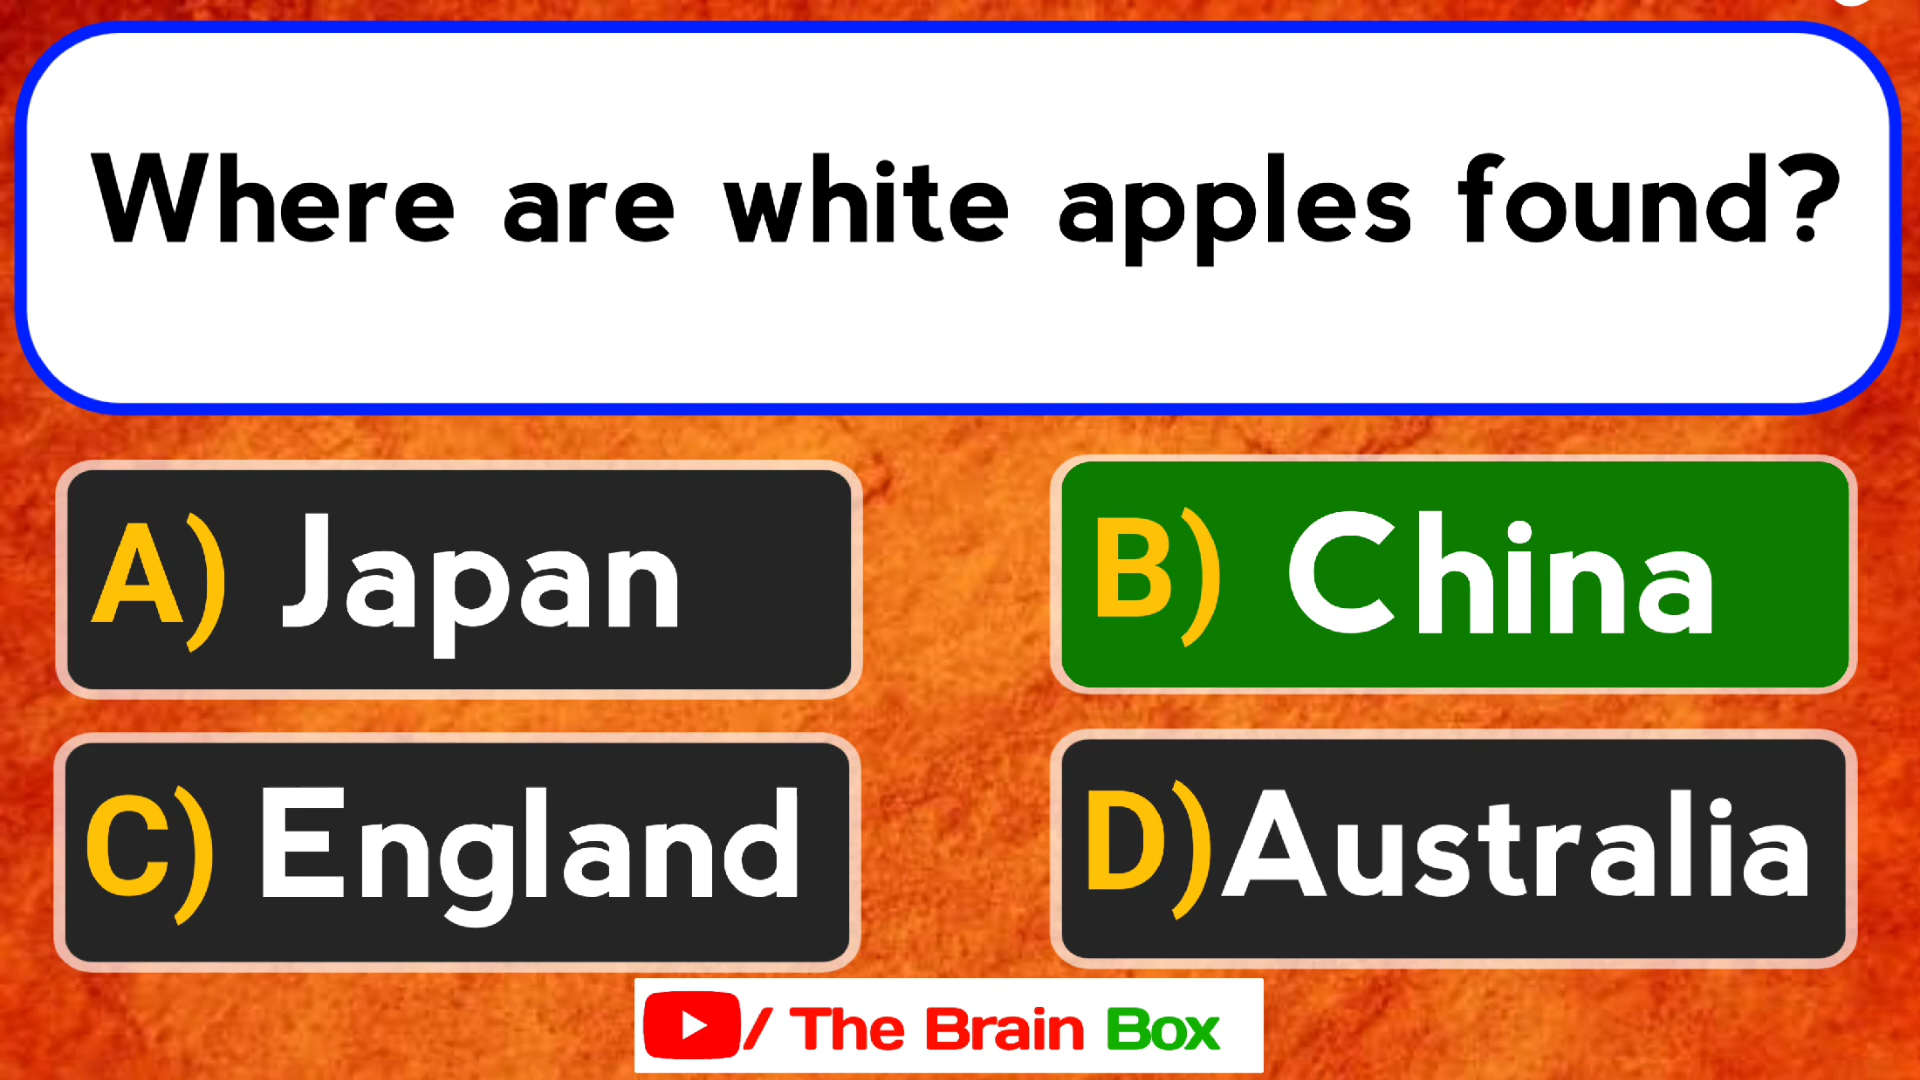 Where are white apples found?
A) Japan
B) China
C) England
D)Australia
/ The Brain Box